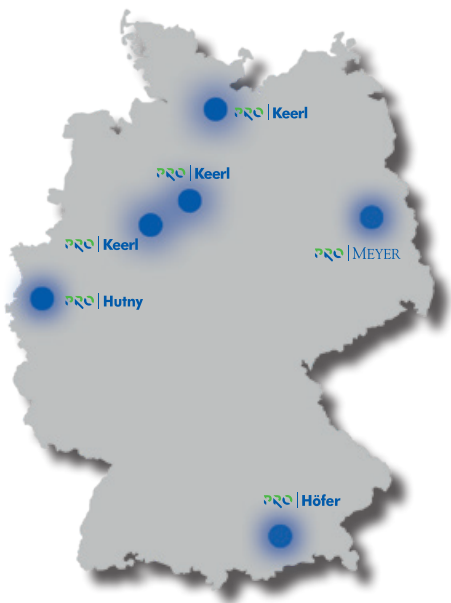 PRO | Keerl
PRO | Keerl
PRO | Keerl
PRO | MEYER
PRO | Hutny
PRO | Höfer